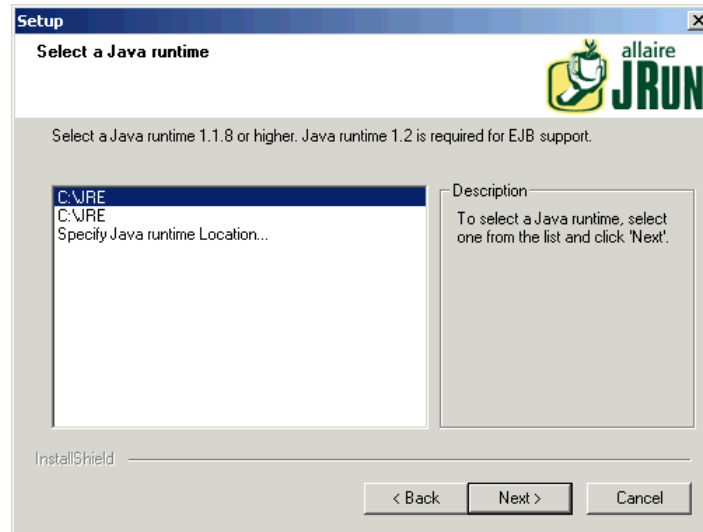 Setup
Select a Java runtime
allaire
JRUN
Select a Java runtime 1.1.8 or higher. Java runtime 1.2 is required for EJB support.
C:\JRE
C:\JRE
Specify Java runtime Location...
Description
To select a Java runtime, select
one from the list and click 'Next'.
InstallShield
< Back
Next >
Cancel